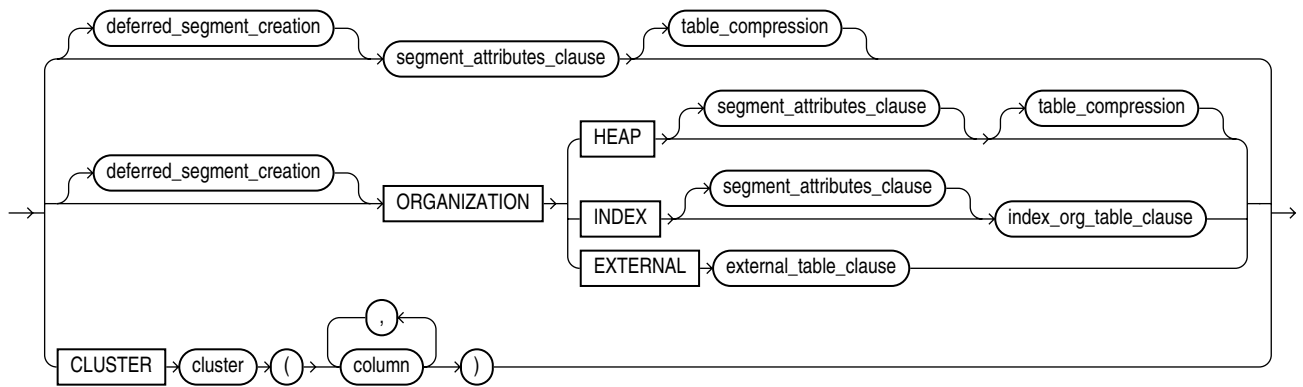 deferred_segment_creation table_compression
segment_attributes_clause
segment_attributes_clause table_compression
HEAP
deferred_segment_creation segment_attributes_clause
ORGANIZATION INDEX index_org_table_clause
EXTERNAL external_table_clause
,
CLUSTER cluster ( column )